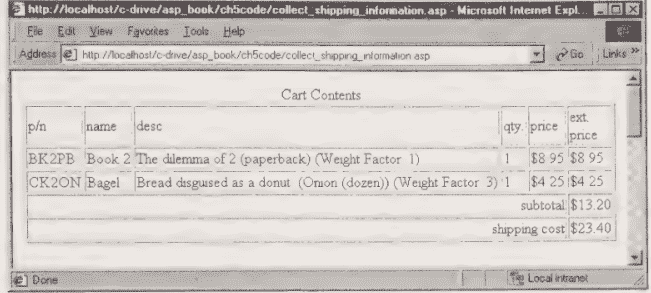 http://localhost/c-drive/asp_book/ch5code/collect_shipping_information.asp - Microsoft Internet Expl...
File Edit View Favorites Tools Help
Address http://localhost/c-drive/asp_book/ch5code/collect_shipping_information.asp Go Links »
Cart Contents
p/n name desc qty. price ext. price
BK2PB Book 2 The dilemma of 2 (paperback) (Weight Factor 1) 1 $8 95 $8 95
CK2ON Bagel Bread disguised as a donut (Onion (dozen)) (Weight Factor 3) 1 $4 25 $4 25
subtotal $13.20
shipping cost $23.40
Done Local intranet